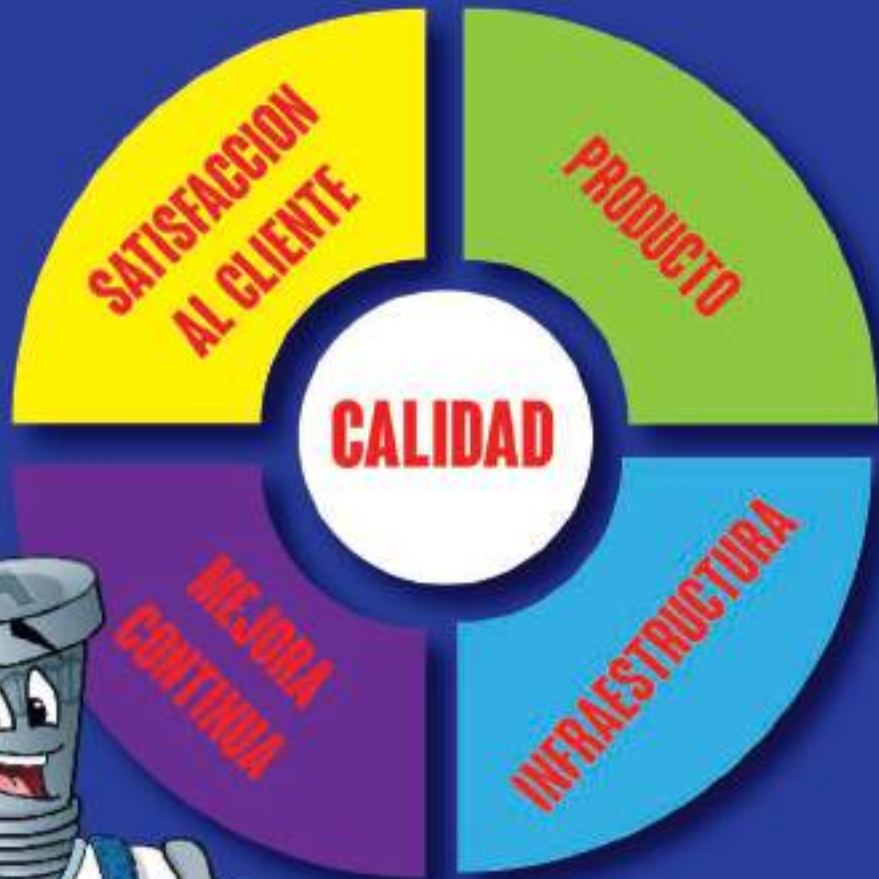 SATISFACCION
AL CLIENTE
PRODUCTO
CALIDAD
MEJORA
CONTINUA
INFRAESTRUCTURA